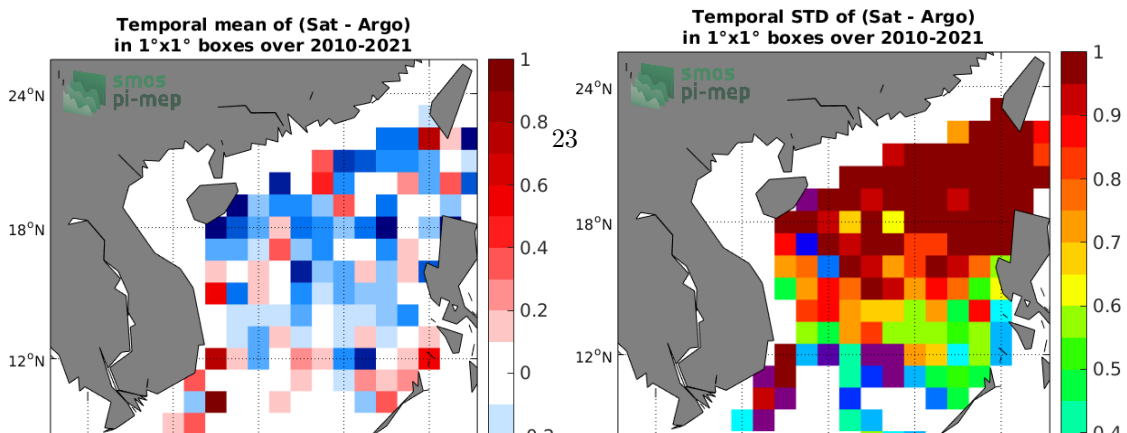 Temporal mean of (Sat - Argo)
in 1°x1° boxes over 2010-2021
smos
pi-mep
24°N
18°N
12°N
1
0.8
0.6
0.4
0.2
0
-0.2
23
Temporal STD of (Sat - Argo)
in 1°x1° boxes over 2010-2021
smos
pi-mep
24°N
18°N
12°N
1
0.9
0.8
0.7
0.6
0.5
0.4